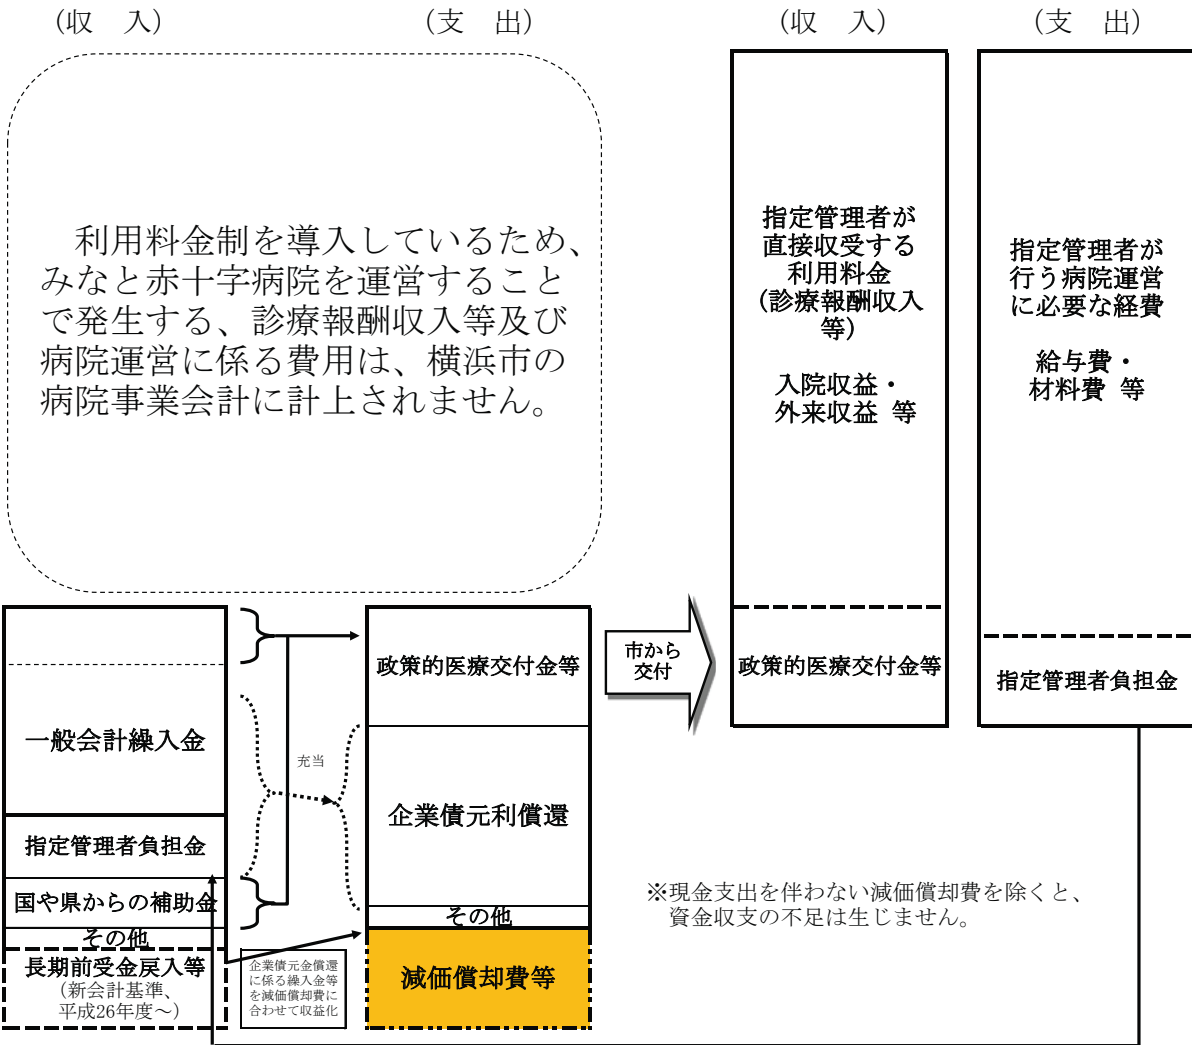 (収　入)
(支　出)
(収　入)
(支　出)
利用料金制を導入しているため、
みなと赤十字病院を運営すること
で発生する、診療報酬収入等及び
病院運営に係る費用は、横浜市の
病院事業会計に計上されません。
指定管理者が
直接収受する
利用料金
(診療報酬収入
等)
入院収益・
外来収益 等
指定管理者が
行う病院運営
に必要な経費
給与費・
材料費 等
一般会計繰入金
指定管理者負担金
国や県からの補助金
その他
長期前受金戻入等
(新会計基準、
平成26年度～)
充当
企業債元金償還
に係る繰入金等
を減価償却費に
合わせて収益化
政策的医療交付金等
企業債元利償還
その他
減価償却費等
市から
交付
政策的医療交付金等
指定管理者負担金
※現金支出を伴わない減価償却費を除くと、
資金収支の不足は生じません。